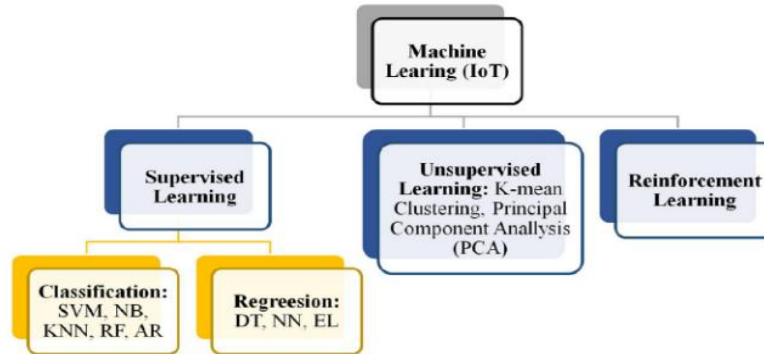 Machine
Learing (IoT)
Supervised
Learning
Unsupervised
Learning: K-mean
Clustering, Principal
Component Anallysis
(PCA)
Reinforcement
Learning
Classification:
SVM, NB,
KNN, RF, AR
Regreesion:
DT, NN, EL